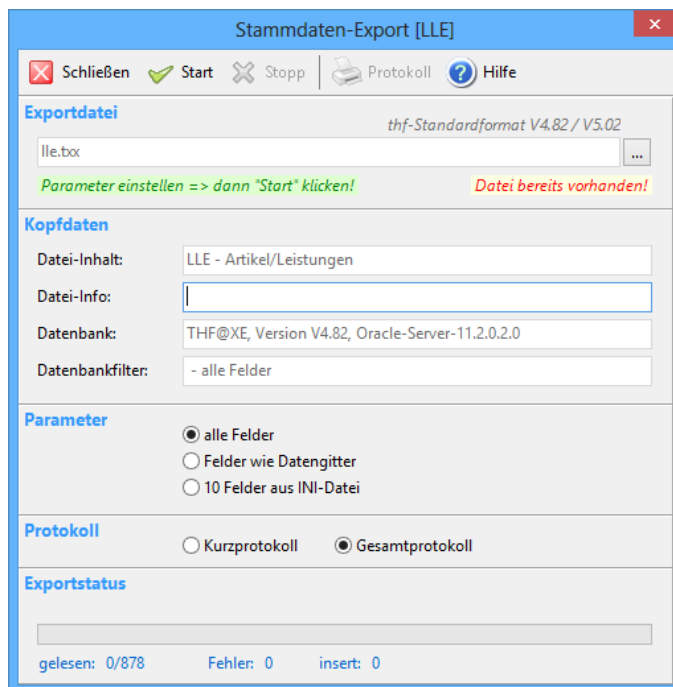 Stammdaten-Export [LLE]
Schließen Start Stopp Protokoll Hilfe
Exportdatei
thf-Standardformat V4.82 / V5.02
lle.txx ...
Parameter einstellen => dann "Start" klicken! Datei bereits vorhanden!
Kopfdaten
Datei-Inhalt: LLE - Artikel/Leistungen
Datei-Info:
Datenbank: THF@XE, Version V4.82, Oracle-Server-11.2.0.2.0
Datenbankfilter: - alle Felder
Parameter
alle Felder
Felder wie Datengitter
10 Felder aus INI-Datei
Protokoll
Kurzprotokoll Gesamtprotokoll
Exportstatus
gelesen: 0/878 Fehler: 0 insert: 0